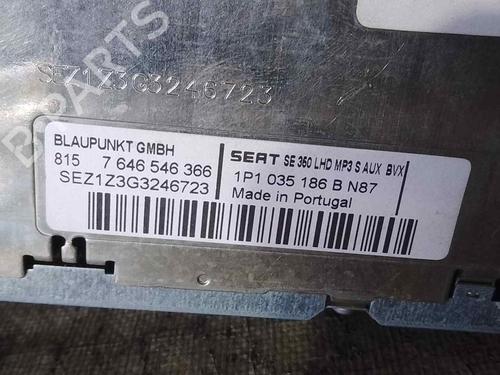 B-PARTS
SEZ1Z3G3246723
BLAUPUNKT GMBH
815 7 646 546 366
SEZ1Z3G3246723
SEAT SE 360 LHD MP3 S AUX BVX
1P1 035 186 B N87
Made in Portugal